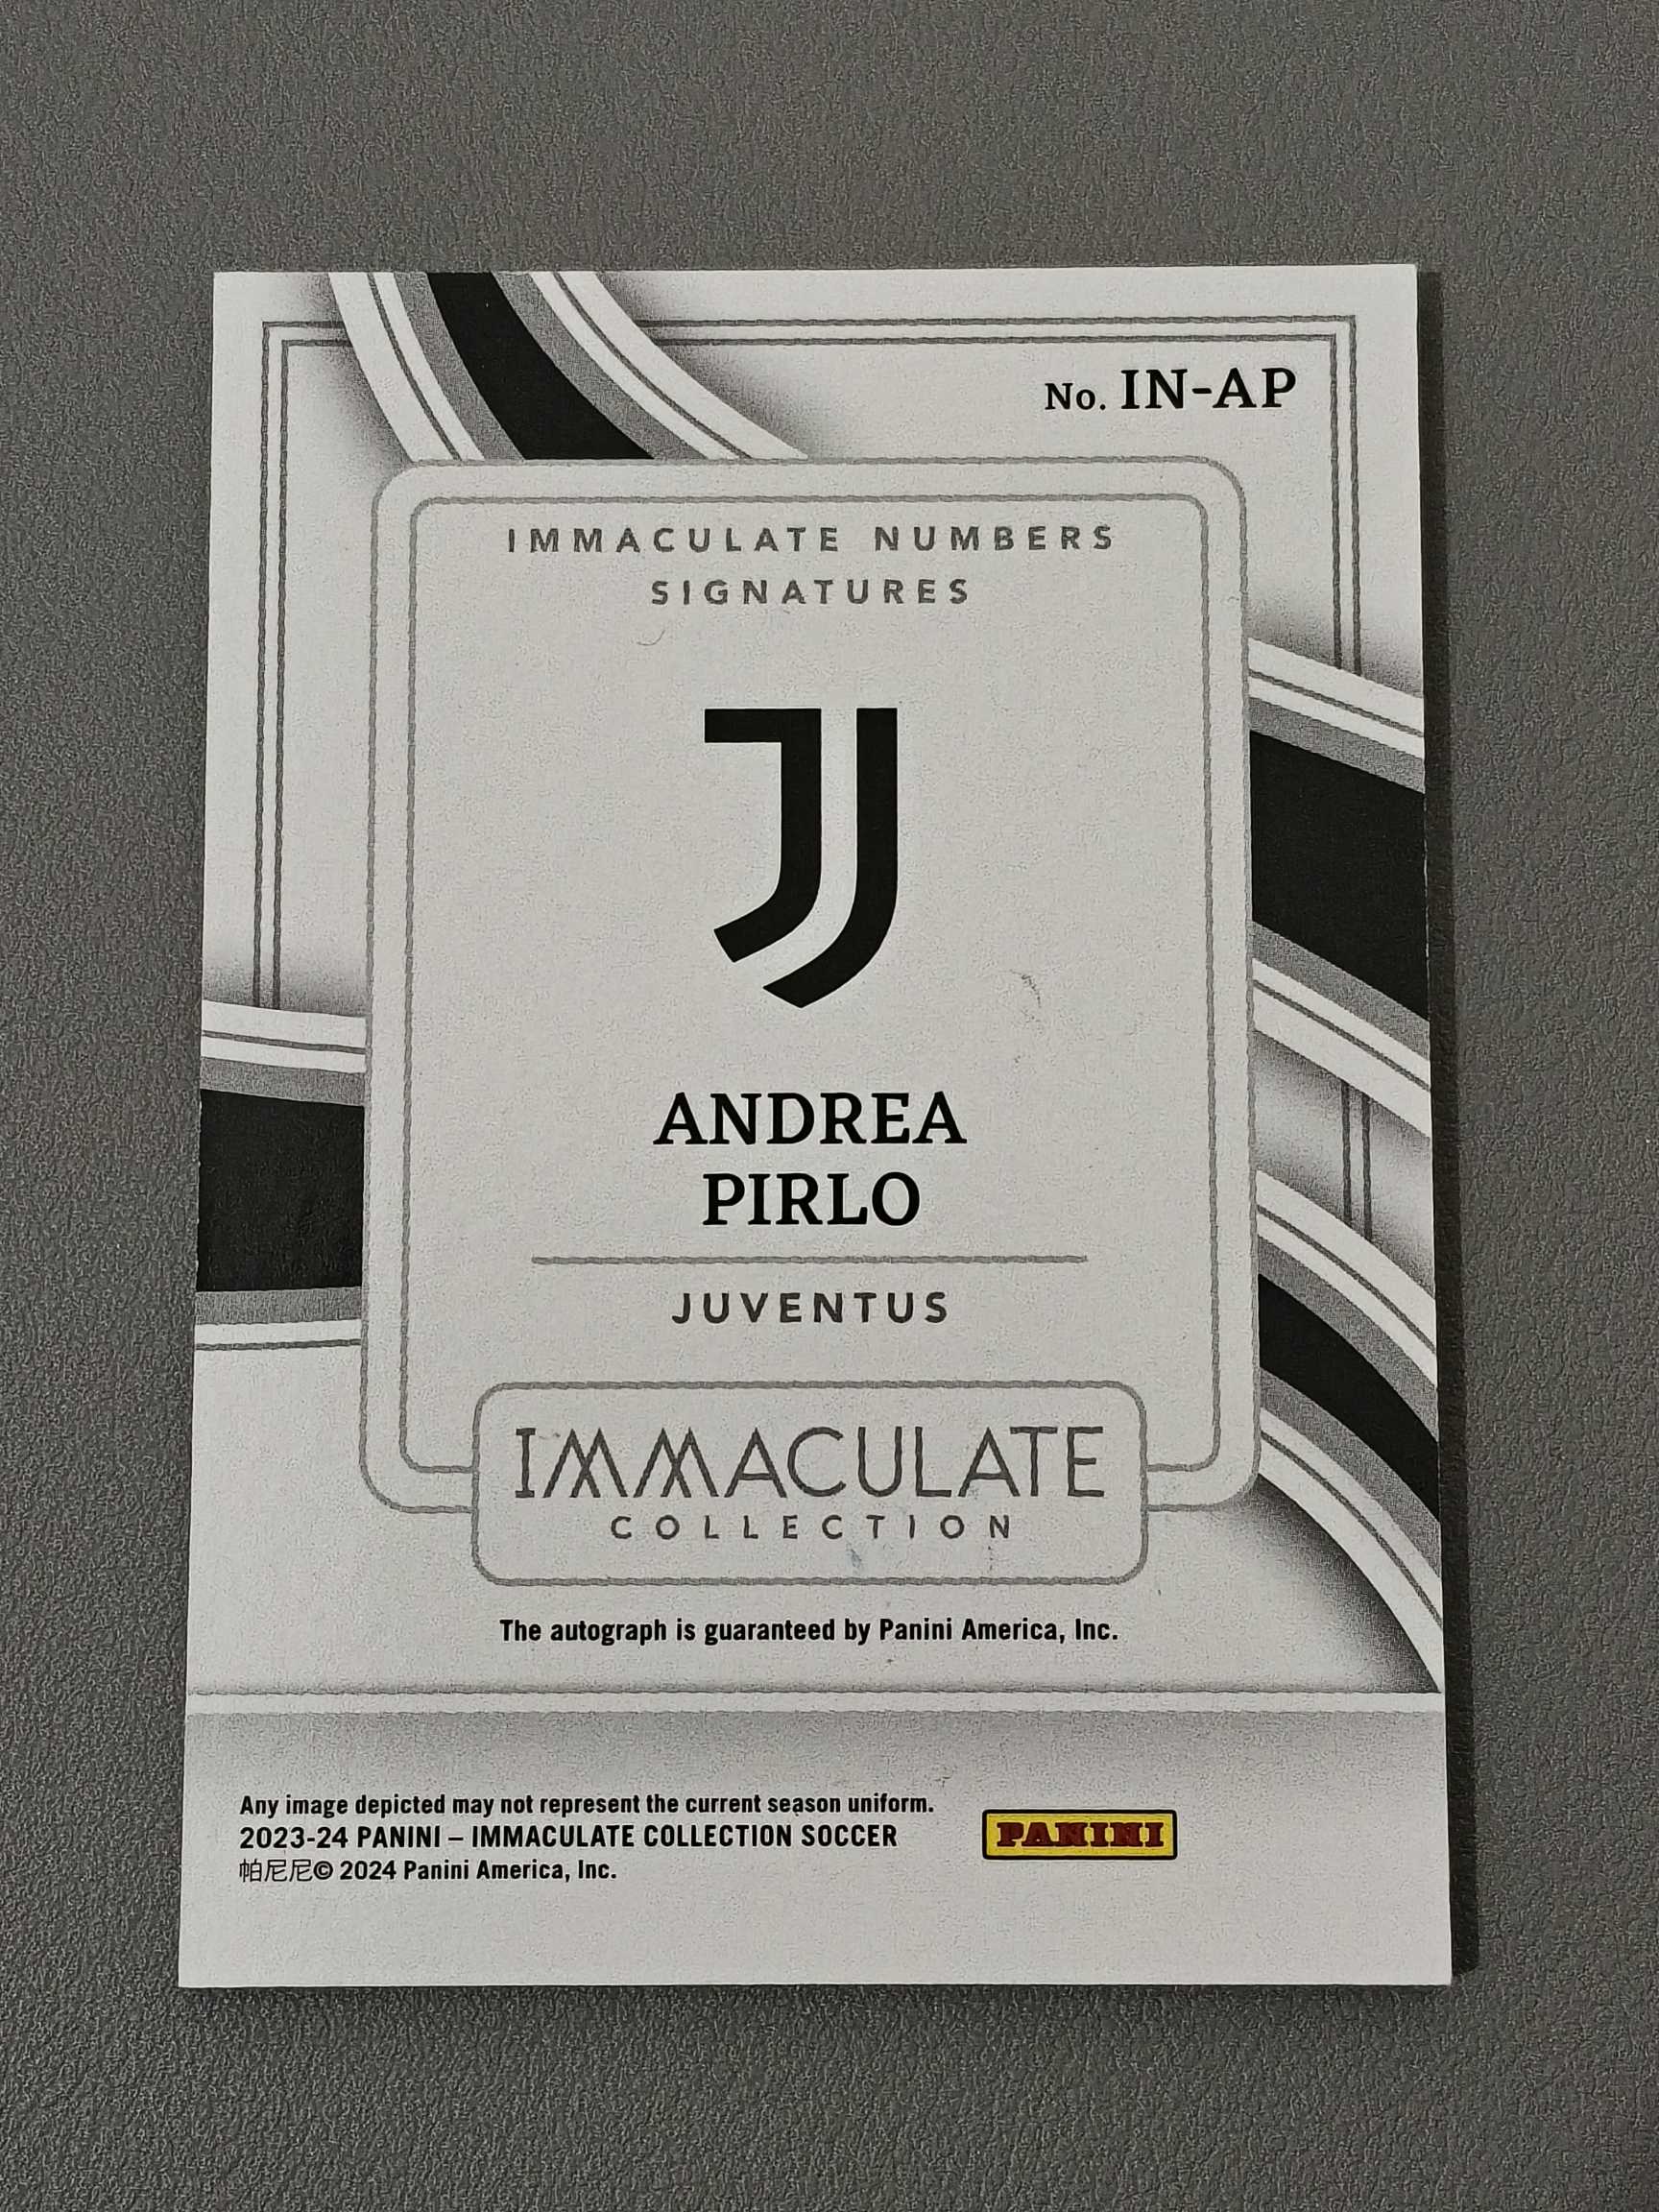 No. IN-AP
IMMACULATE NUMBERS
SIGNATURES
ANDREA
PIRLO
JUVENTUS
IMMACULATE
COLLECTION
The autograph is guaranteed by Panini America, Inc.
Any image depicted may not represent the current season uniform.
2023-24 PANINI – IMMACULATE COLLECTION SOCCER
帕尼尼© 2024 Panini America, Inc.
PANINI